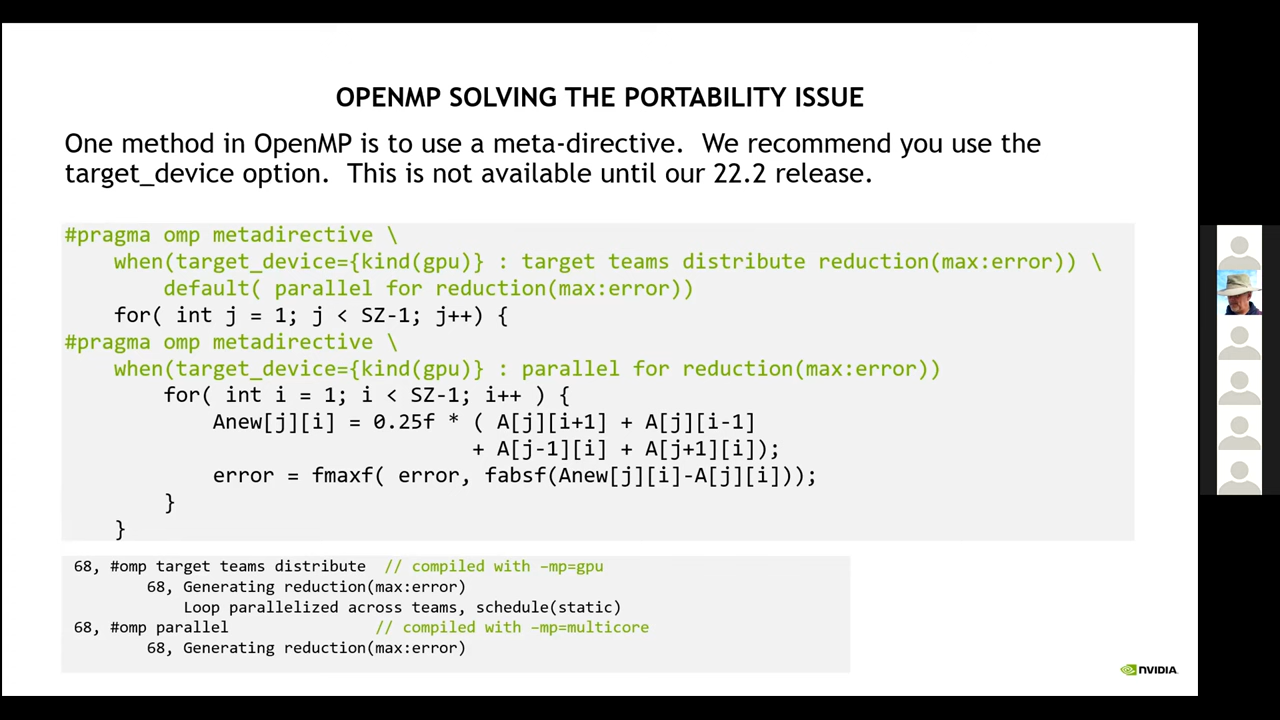 OPENMP SOLVING THE PORTABILITY ISSUE
One method in OpenMP is to use a meta-directive.  We recommend you use the
target_device option.  This is not available until our 22.2 release.
#pragma omp metadirective \
    when(target_device={kind(gpu)} : target teams distribute reduction(max:error)) \
        default( parallel for reduction(max:error))
    for( int j = 1; j < SZ-1; j++) {
#pragma omp metadirective \
    when(target_device={kind(gpu)} : parallel for reduction(max:error))
        for( int i = 1; i < SZ-1; i++ ) {
            Anew[j][i] = 0.25f * ( A[j][i+1] + A[j][i-1]
                                 + A[j-1][i] + A[j+1][i]);
            error = fmaxf( error, fabsf(Anew[j][i]-A[j][i]));
        }
    }
68, #omp target teams distribute  // compiled with –mp=gpu
        68, Generating reduction(max:error)
            Loop parallelized across teams, schedule(static)
68, #omp parallel                // compiled with –mp=multicore
        68, Generating reduction(max:error)
NVIDIA.